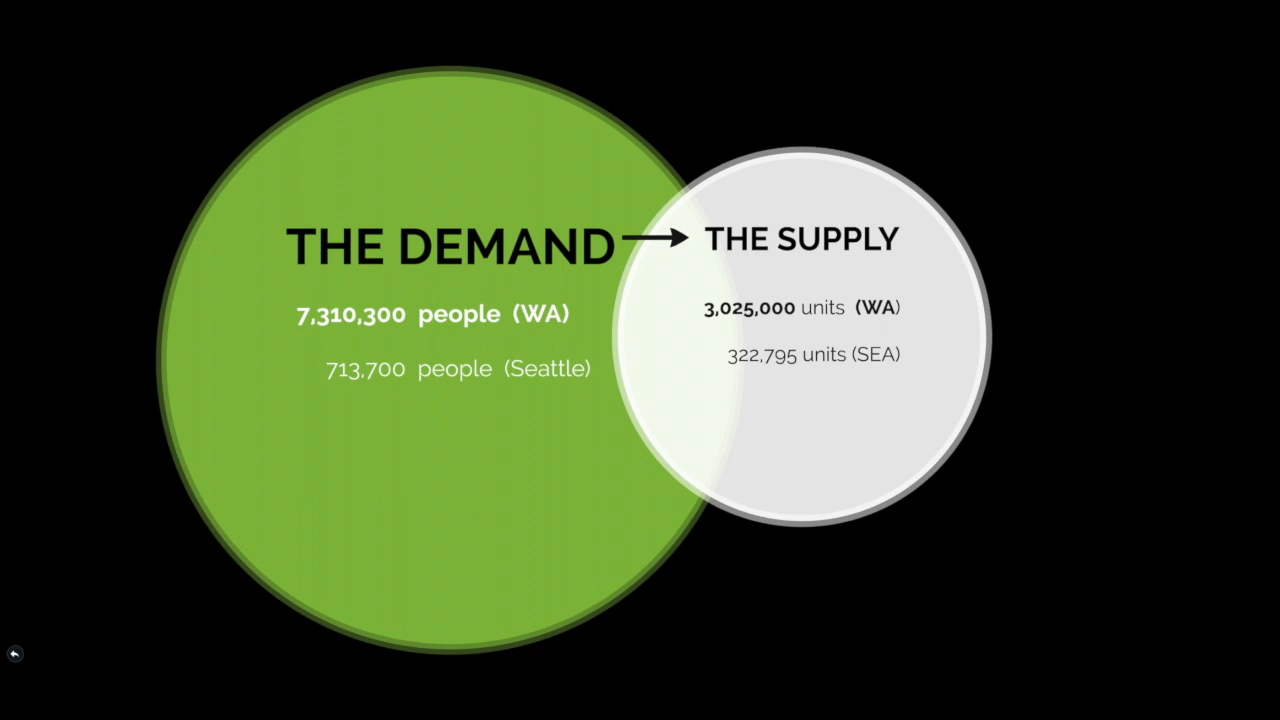 THE DEMAND
7,310,300 people (WA)
713,700 people (Seattle)
THE SUPPLY
3,025,000 units (WA)
322,795 units (SEA)